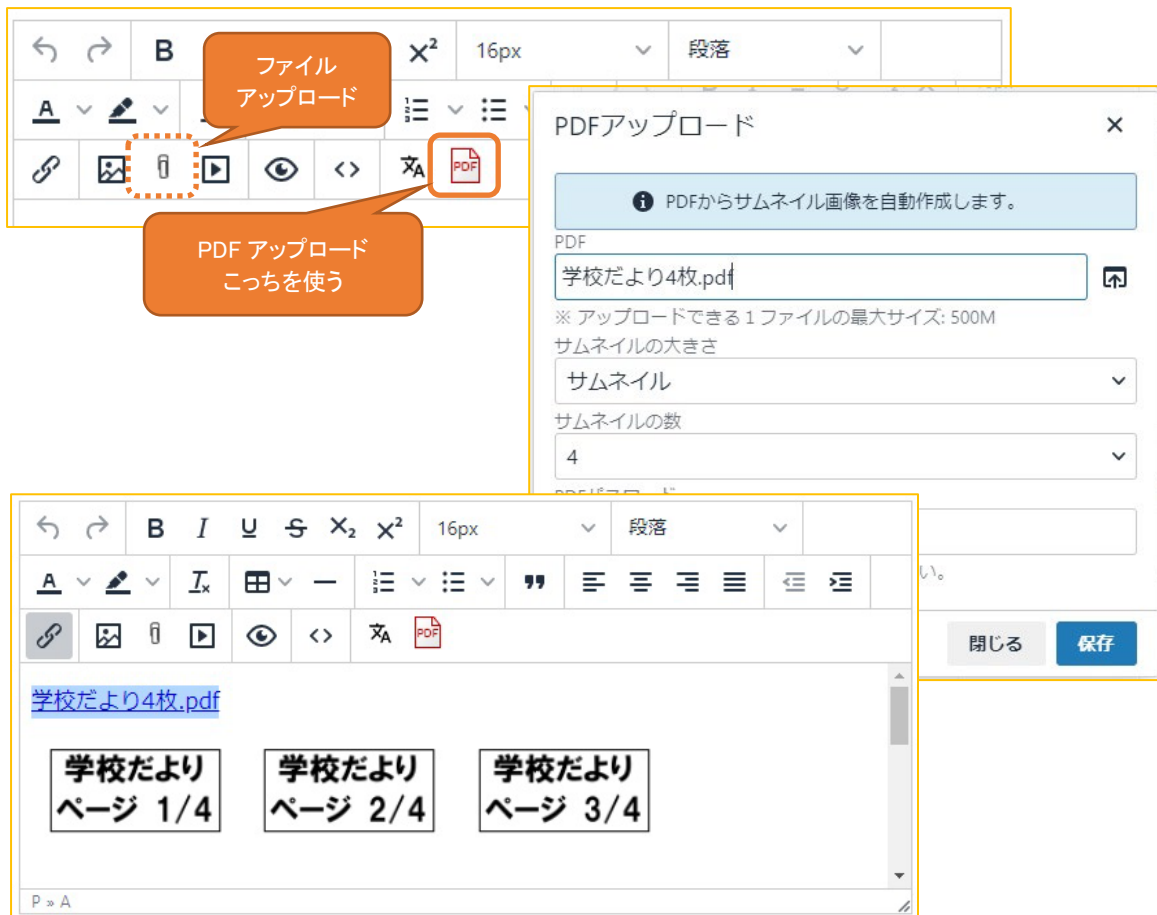 B
X²
16px
段落
ファイル
アップロード
A
PDF
PDF アップロード
こっちを使う
PDFアップロード
×
PDFからサムネイル画像を自動作成します。
PDF
学校だより4枚.pdf
※ アップロードできる1ファイルの最大サイズ: 500M
サムネイルの大きさ
サムネイル
サムネイルの数
4
い。
閉じる
保存
B I U S X₂ X² 16px 段落
A
PDF
学校だより4枚.pdf
学校だより 学校だより 学校だより
ページ 1/4 ページ 2/4 ページ 3/4
P » A